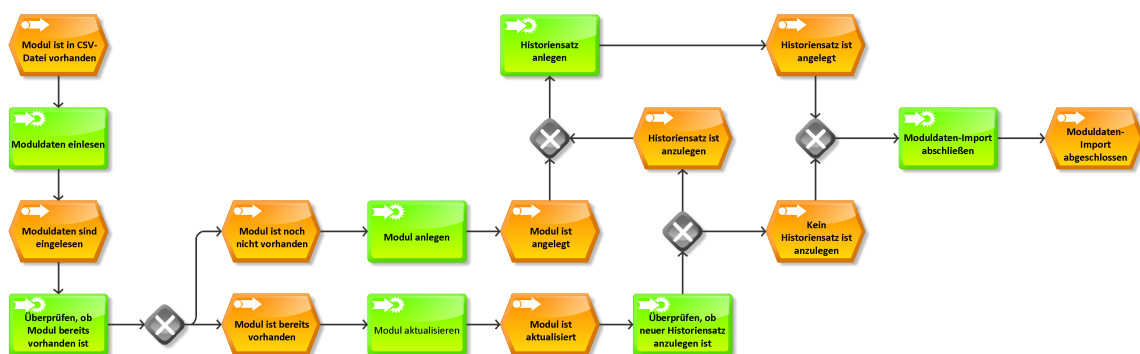 Modul ist in CSV-
Datei vorhanden
Moduldaten einlesen
Moduldaten sind
eingelesen
Überprüfen, ob
Modul bereits
vorhanden ist
Modul ist noch
nicht vorhanden
Modul anlegen
Modul ist
angelegt
Modul ist bereits
vorhanden
Modul aktualisieren
Modul ist
aktualisiert
Überprüfen, ob
neuer Historiensatz
anzulegen ist
Historiensatz ist
anzulegen
Kein
Historiensatz ist
anzulegen
Historiensatz
anlegen
Historiensatz ist
angelegt
Moduldaten-Import
abschließen
Moduldaten-
Import
abgeschlossen